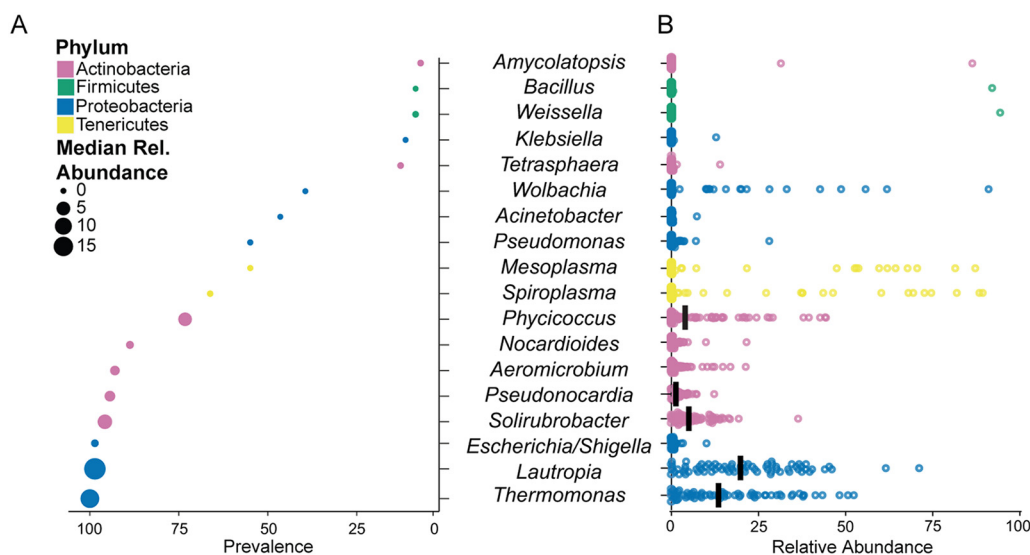 A
B
Phylum
Actinobacteria
Firmicutes
Proteobacteria
Tenericutes
Median Rel.
Abundance
0
5
10
15
Amycolatopsis
Bacillus
Weissella
Klebsiella
Tetrasphaera
Wolbachia
Acinetobacter
Pseudomonas
Mesoplasma
Spiroplasma
Phycicoccus
Nocardioides
Aeromicrobium
Pseudonocardia
Solirubrobacter
Escherichia/Shigella
Lautropia
Thermomonas
100 75 50 25 0
Prevalence
0 25 50 75 100
Relative Abundance